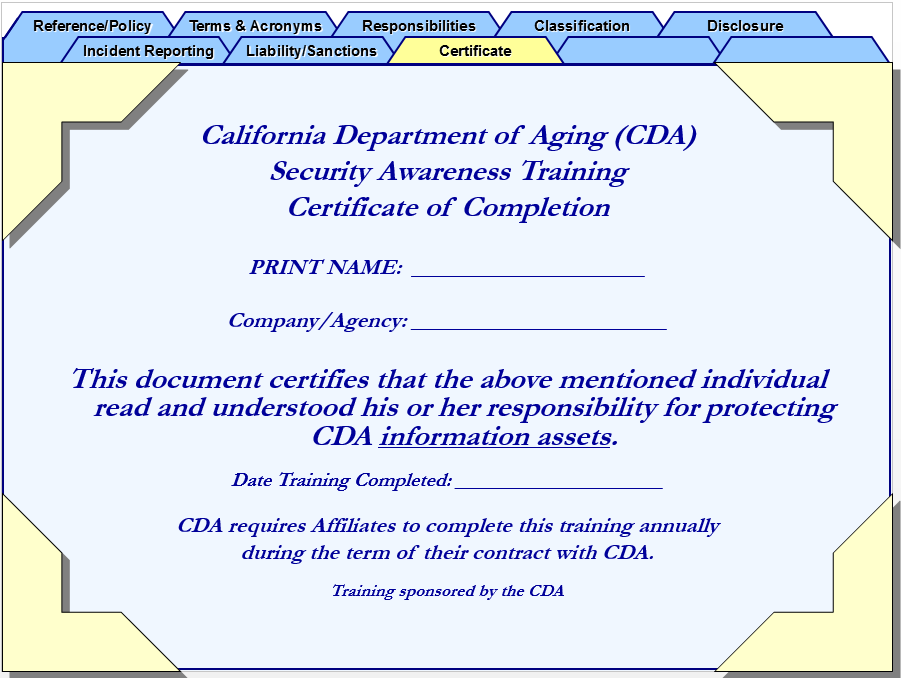 Reference/Policy Terms & Acronyms Responsibilities Classification Disclosure
Incident Reporting Liability/Sanctions Certificate
California Department of Aging (CDA)
Security Awareness Training
Certificate of Completion
PRINT NAME: ____________________
Company/Agency: ______________________
This document certifies that the above mentioned individual
read and understood his or her responsibility for protecting
CDA information assets.
Date Training Completed: ____________________
CDA requires Affiliates to complete this training annually
during the term of their contract with CDA.
Training sponsored by the CDA